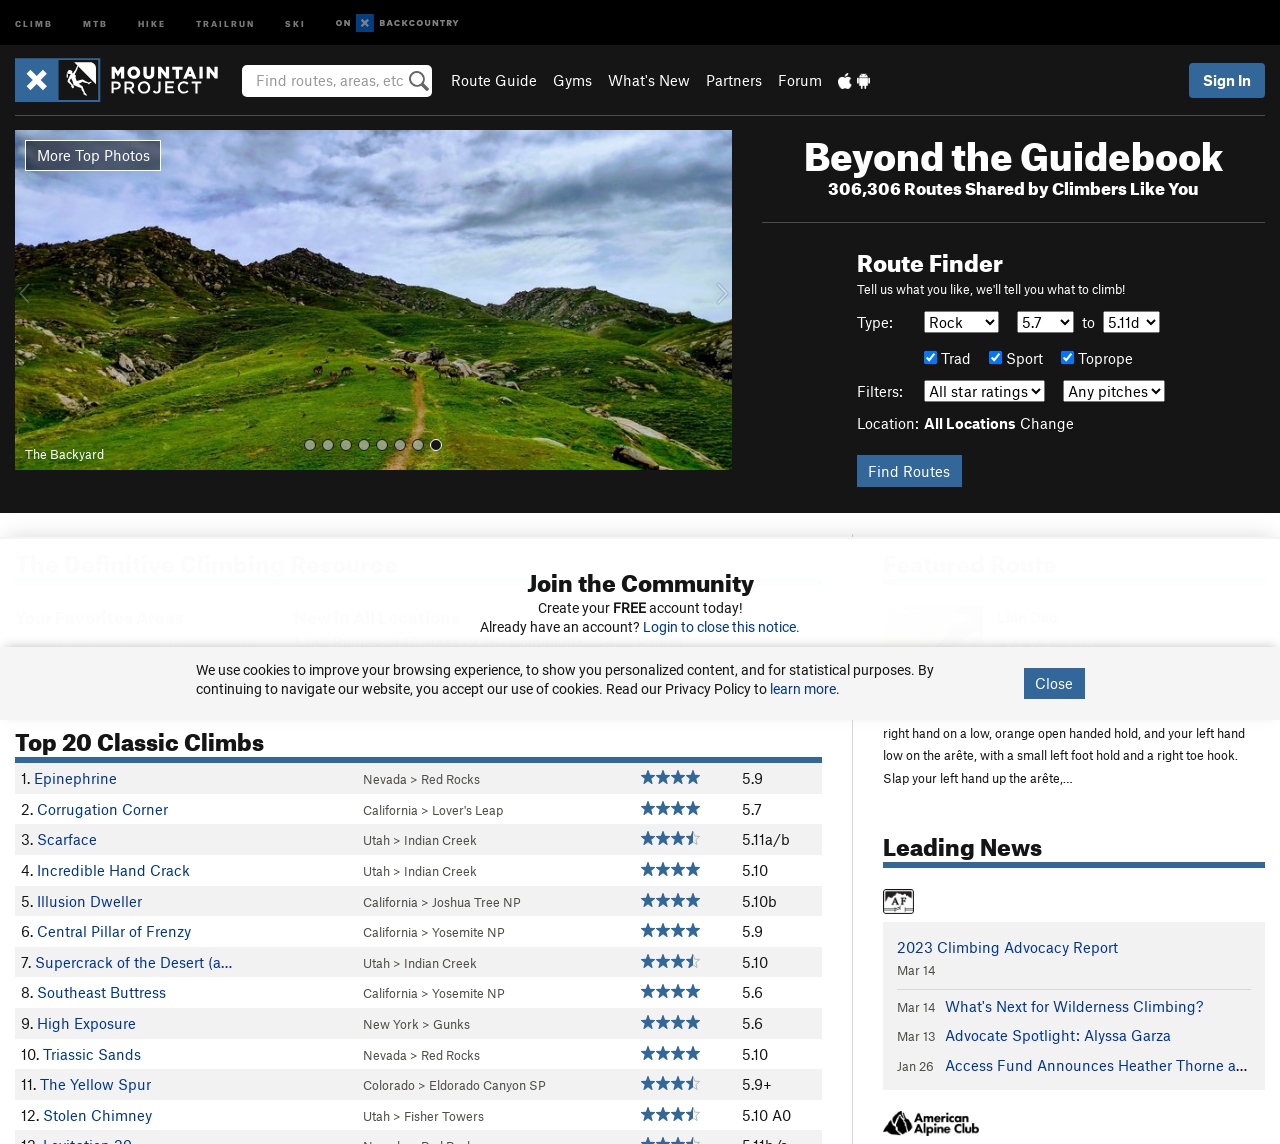 CLIMB MTB HIKE TRAILRUN SKI ON BACKCOUNTRY
MOUNTAIN PROJECT
Find routes, areas, etc
Route Guide Gyms What's New Partners Forum
Sign In
More Top Photos
The Backyard
Beyond the Guidebook
306,306 Routes Shared by Climbers Like You
Route Finder
Tell us what you like, we'll tell you what to climb!
Type: Rock 5.7 to 5.11d
Trad Sport Toprope
Filters: All star ratings Any pitches
Location: All Locations Change
Find Routes
The Definitive Climbing Resource
Featured Route
Join the Community
Create your FREE account today!
Already have an account? Login to close this notice.
We use cookies to improve your browsing experience, to show you personalized content, and for statistical purposes. By
continuing to navigate our website, you accept our use of cookies. Read our Privacy Policy to learn more.
Close
Top 20 Classic Climbs
1. Epinephrine Nevada > Red Rocks 5.9
2. Corrugation Corner California > Lover's Leap 5.7
3. Scarface Utah > Indian Creek 5.11a/b
4. Incredible Hand Crack Utah > Indian Creek 5.10
5. Illusion Dweller California > Joshua Tree NP 5.10b
6. Central Pillar of Frenzy California > Yosemite NP 5.9
7. Supercrack of the Desert (a… Utah > Indian Creek 5.10
8. Southeast Buttress California > Yosemite NP 5.6
9. High Exposure New York > Gunks 5.6
10. Triassic Sands Nevada > Red Rocks 5.10
11. The Yellow Spur Colorado > Eldorado Canyon SP 5.9+
12. Stolen Chimney Utah > Fisher Towers 5.10 A0
right hand on a low, orange open handed hold, and your left hand
low on the arête, with a small left foot hold and a right toe hook.
Slap your left hand up the arête,…
Leading News
AF
2023 Climbing Advocacy Report
Mar 14
Mar 14 What's Next for Wilderness Climbing?
Mar 13 Advocate Spotlight: Alyssa Garza
Jan 26 Access Fund Announces Heather Thorne a…
American
Alpine Club